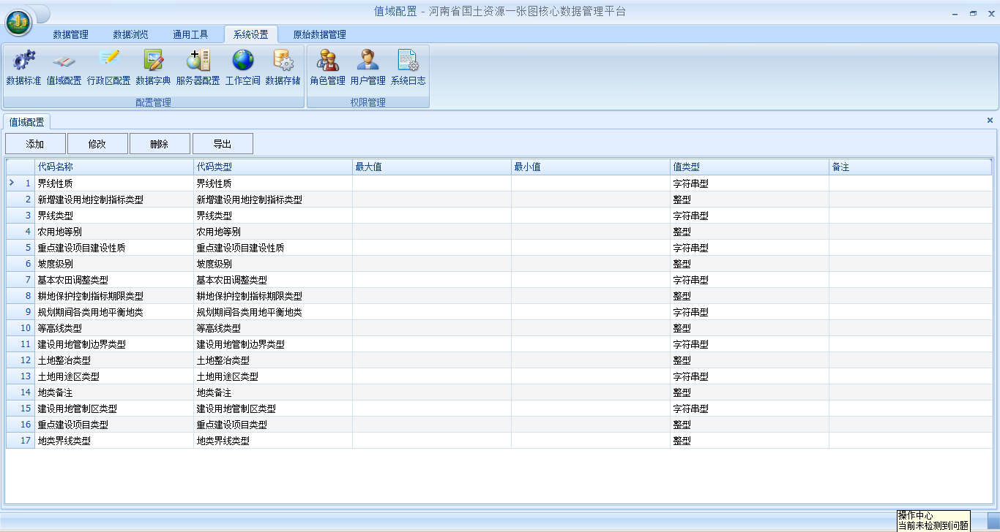 值域配置 - 河南省国土资源一张图核心数据管理平台
数据管理 数据浏览 通用工具 系统设置 原始数据管理
数据标准 值域配置 行政区配置 数据字典 服务器配置 工作空间 数据存储 角色管理 用户管理 系统日志
配置管理 权限管理
值域配置
添加 修改 删除 导出
代码名称 代码类型 最大值 最小值 值类型 备注
1 界线性质 界线性质 字符串型
2 新增建设用地控制指标类型 新增建设用地控制指标类型 整型
3 界线类型 界线类型 字符串型
4 农用地等别 农用地等别 整型
5 重点建设项目建设性质 重点建设项目建设性质 字符串型
6 坡度级别 坡度级别 整型
7 基本农田调整类型 基本农田调整类型 字符串型
8 耕地保护控制指标期限类型 耕地保护控制指标期限类型 整型
9 规划期间各类用地平衡地类 规划期间各类用地平衡地类 字符串型
10 等高线类型 等高线类型 整型
11 建设用地管制边界类型 建设用地管制边界类型 字符串型
12 土地整治类型 土地整治类型 整型
13 土地用途区类型 土地用途区类型 字符串型
14 地类备注 地类备注 整型
15 建设用地管制区类型 建设用地管制区类型 字符串型
16 重点建设项目类型 重点建设项目类型 整型
17 地类界线类型 地类界线类型 整型
操作中心
当前未检测到问题